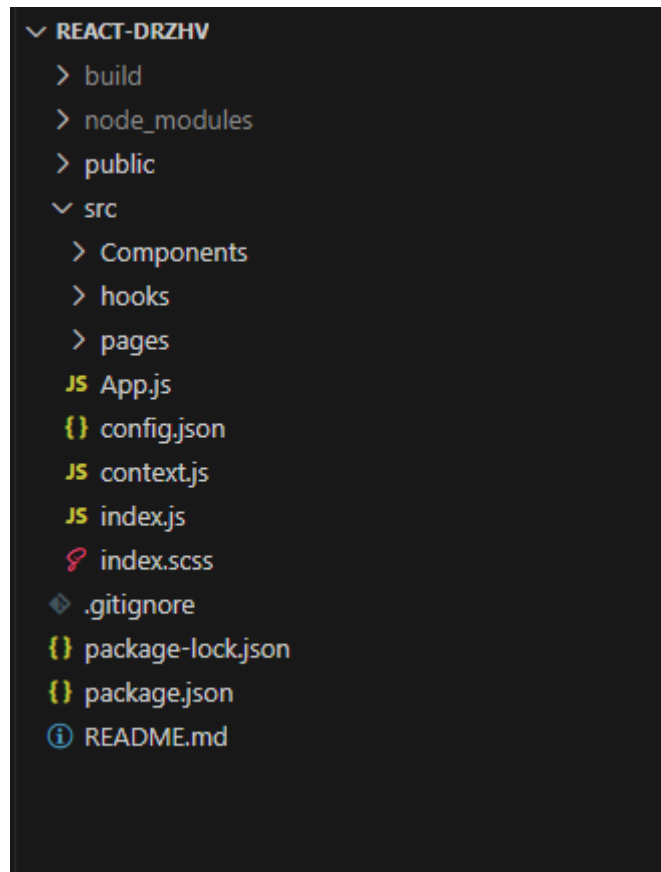 REACT-DRZHV
build
node_modules
public
src
Components
hooks
pages
JS App.js
{} config.json
JS context.js
JS index.js
index.scss
.gitignore
{} package-lock.json
{} package.json
README.md